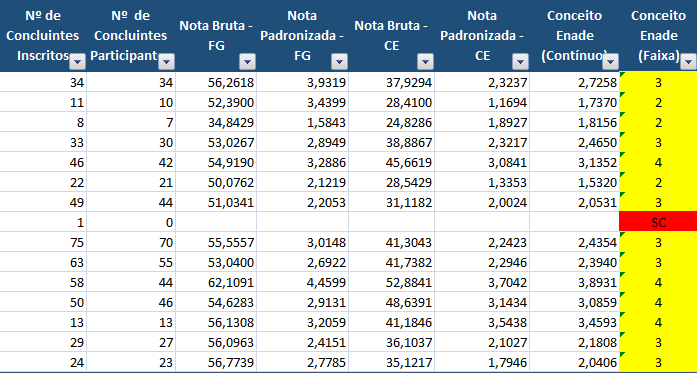 Nº de Concluintes Inscritos Nº de Concluintes Participant Nota Bruta - FG Nota Padronizada - FG Nota Bruta - CE Nota Padronizada - CE Conceito Enade (Contínuo) Conceito Enade (Faixa)
34 34 56,2618 3,9319 37,9294 2,3237 2,7258 3
11 10 52,3900 3,4399 28,4100 1,1694 1,7370 2
8 7 34,8429 1,5843 24,8286 1,8927 1,8156 2
33 30 53,0267 2,8949 38,8867 2,3217 2,4650 3
46 42 54,9190 3,2886 45,6619 3,0841 3,1352 4
22 21 50,0762 2,1219 28,5429 1,3353 1,5320 2
49 44 51,0341 2,2053 31,1182 2,0024 2,0531 3
1 0 SC
75 70 55,5557 3,0148 41,3043 2,2423 2,4354 3
63 55 53,0400 2,6922 41,7382 2,2946 2,3940 3
58 44 62,1091 4,4599 52,8841 3,7042 3,8931 4
50 46 54,6283 2,9131 48,6391 3,1434 3,0859 4
13 13 56,1308 3,2059 41,1846 3,5438 3,4593 4
29 27 56,0963 2,4151 36,1037 2,1027 2,1808 3
24 23 56,7739 2,7785 35,1217 1,7946 2,0406 3